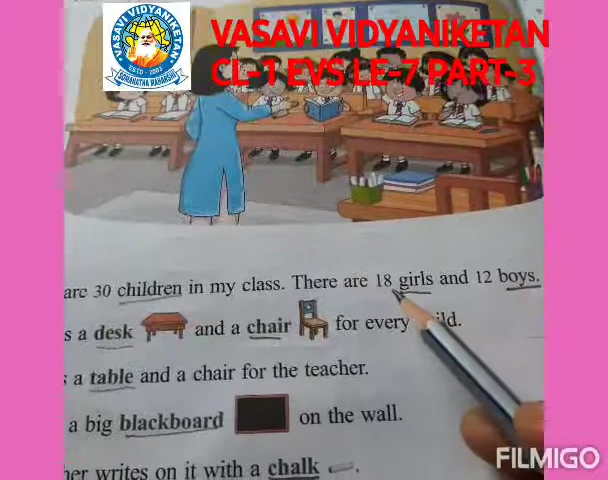 VASAVI VIDYANIKETAN
CL-1 EVS LE-7 PART-3
VASAVI VIDYANIKETAN
ESTD - 2003
are 30 children in my class. There are 18 girls and 12 boys.
s a desk and a chair for every ild.
s a table and a chair for the teacher.
a big blackboard on the wall.
her writes on it with a chalk .
FILMIGO